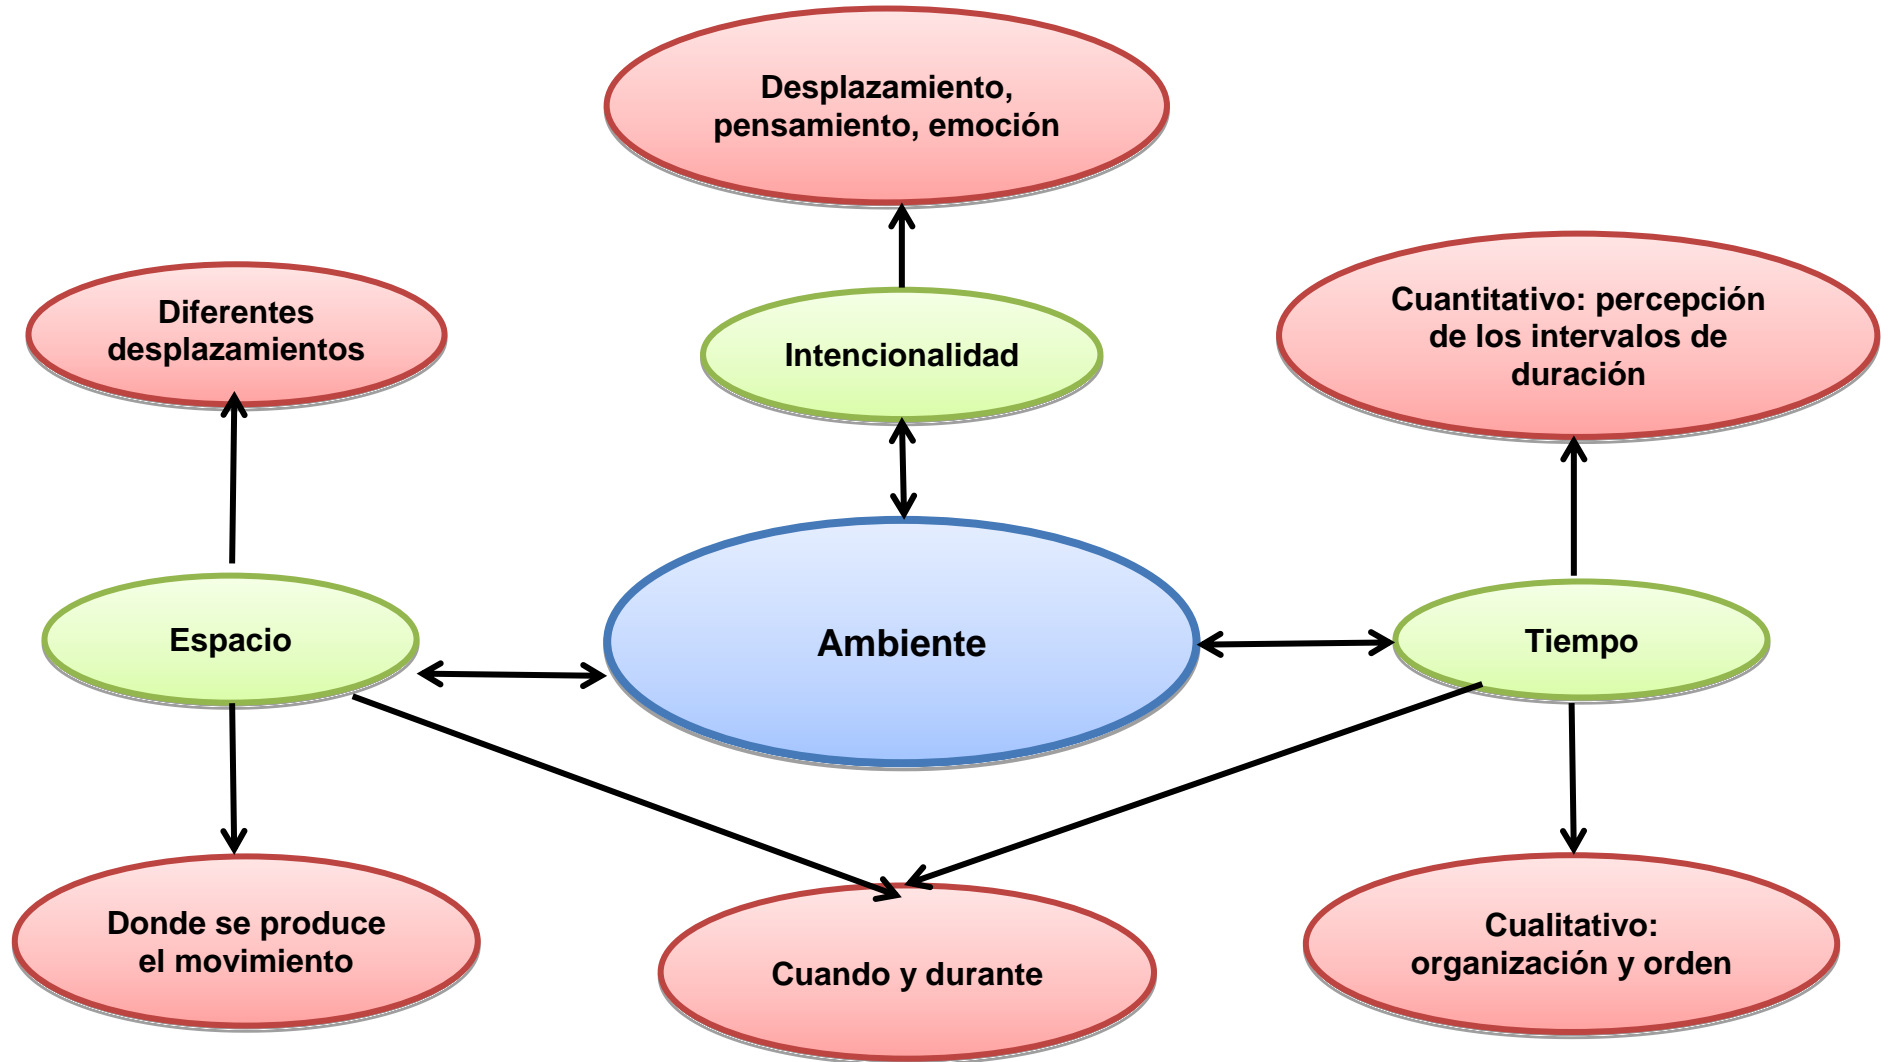 Desplazamiento,
pensamiento, emoción
Diferentes
desplazamientos
Intencionalidad
Cuantitativo: percepción
de los intervalos de
duración
Espacio
Ambiente
Tiempo
Donde se produce
el movimiento
Cuando y durante
Cualitativo:
organización y orden